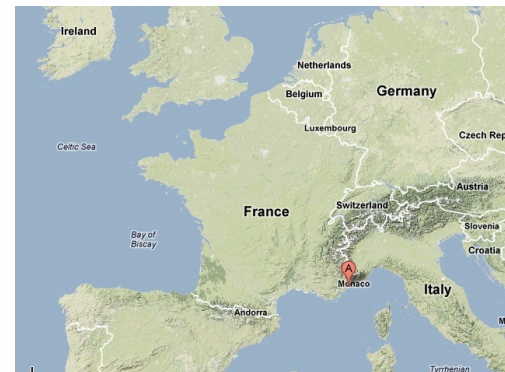 Ireland
Netherlands
Belgium
Germany
Luxembourg
Czech Rep
Celtic Sea
Austria
Switzerland
France
Slovenia
Bay of
Biscay
Croatia
A
Monaco
Italy
Andorra
M
Tyrrhenian